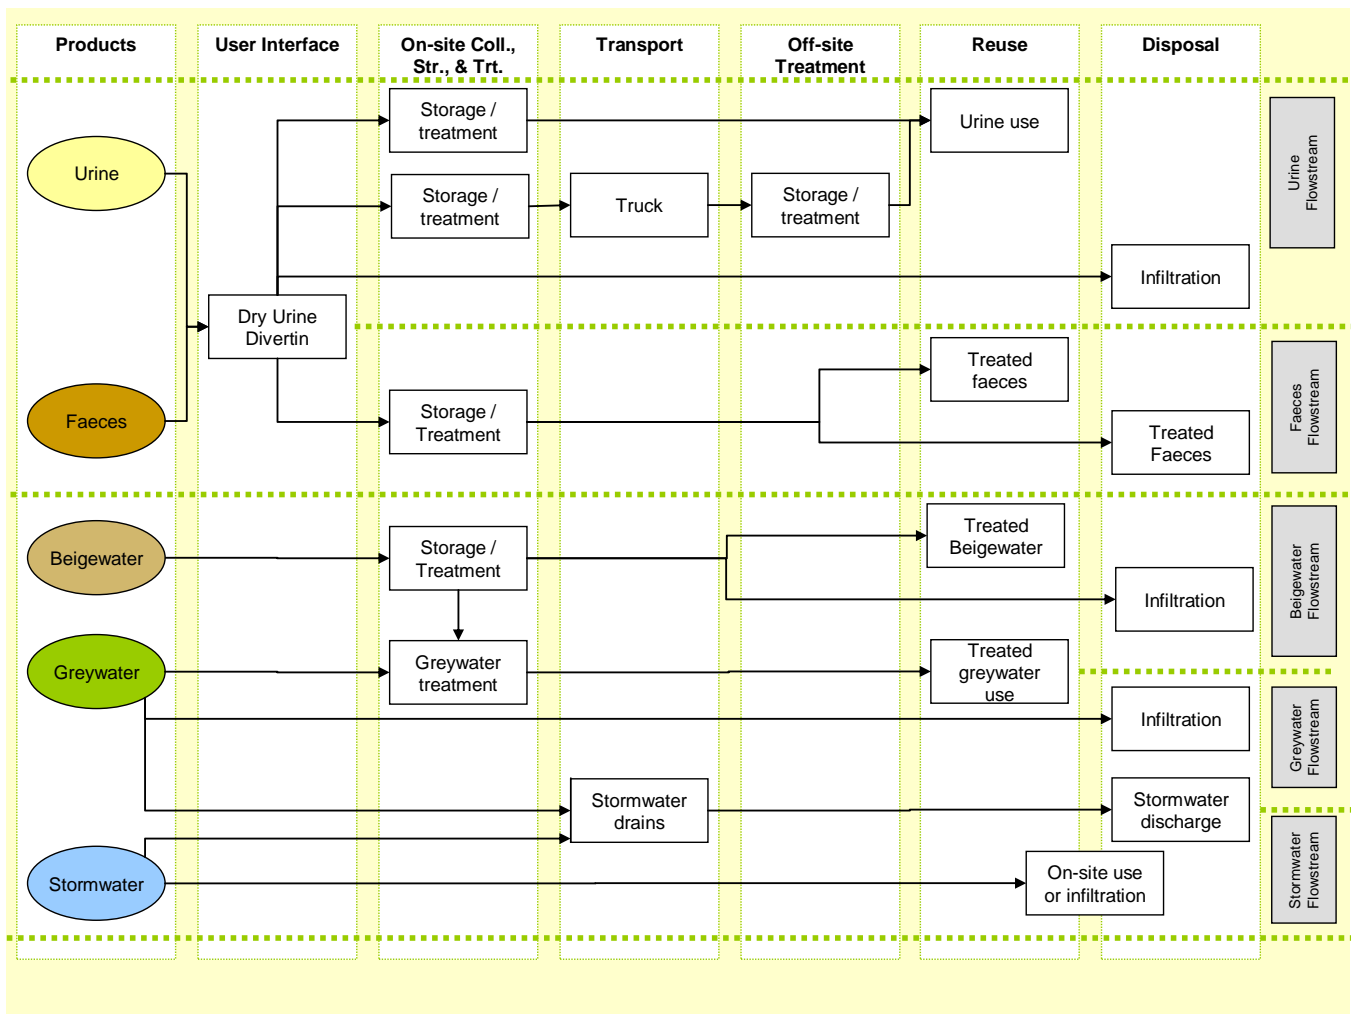 Products
User Interface
On-site Coll.,
Str., & Trt.
Transport
Off-site
Treatment
Reuse
Disposal
Urine
Storage /
treatment
Urine use
Storage /
treatment
Truck
Storage /
treatment
Infiltration
Urine
Flowstream
Dry Urine
Divertin
Faeces
Storage /
Treatment
Treated
faeces
Treated
Faeces
Faeces
Flowstream
Beigewater
Storage /
Treatment
Treated
Beigewater
Infiltration
Beigewater
Flowstream
Greywater
Greywater
treatment
Treated
greywater
use
Infiltration
Greywater
Flowstream
Stormwater
drains
Stormwater
discharge
Stormwater
On-site use
or infiltration
Stormwater
Flowstream